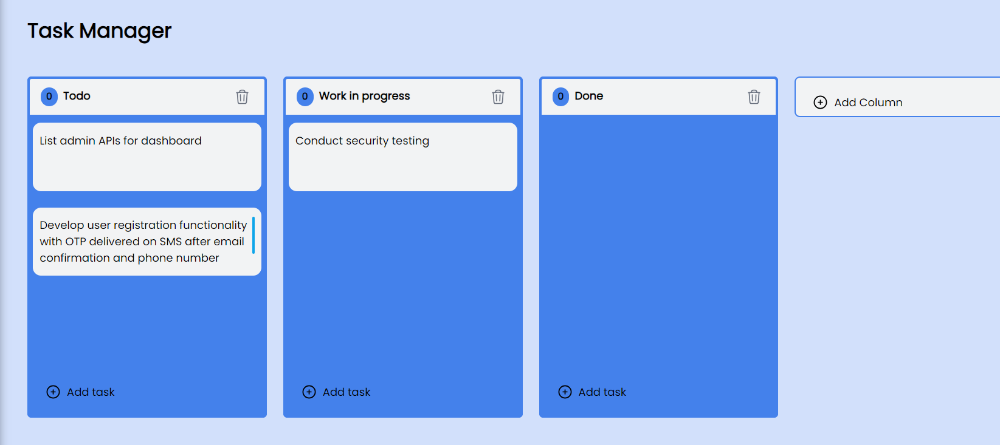 Task Manager
0 Todo
List admin APIs for dashboard
Develop user registration functionality
with OTP delivered on SMS after email
confirmation and phone number
Add task
0 Work in progress
Conduct security testing
Add task
0 Done
Add task
Add Column